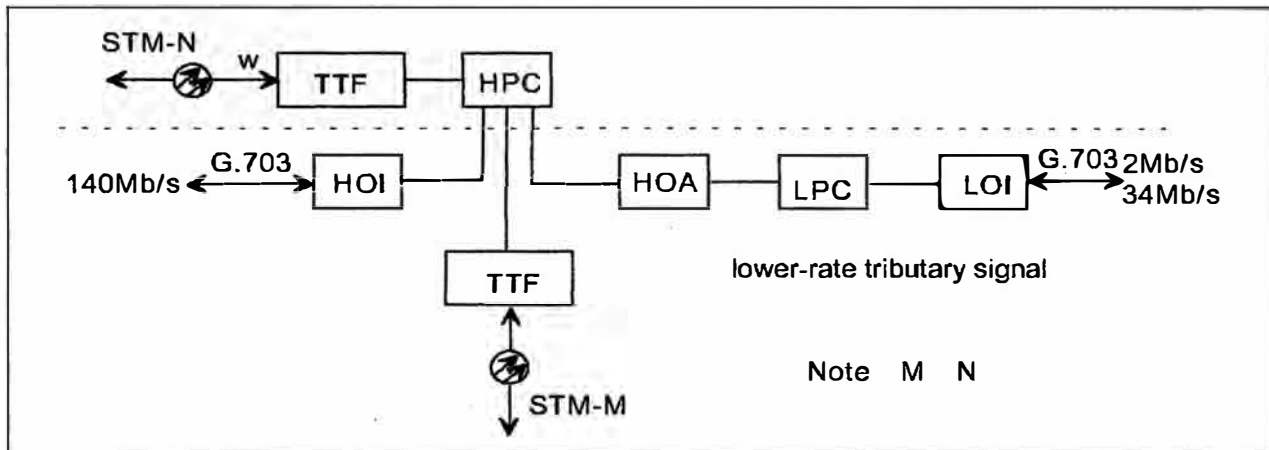 STM-N
w
TTF
HPC
140Mb/s
G.703
HOI
HOA
LPC
LOI
G.703
2Mb/s
34Mb/s
TTF
lower-rate tributary signal
Note M N
STM-M